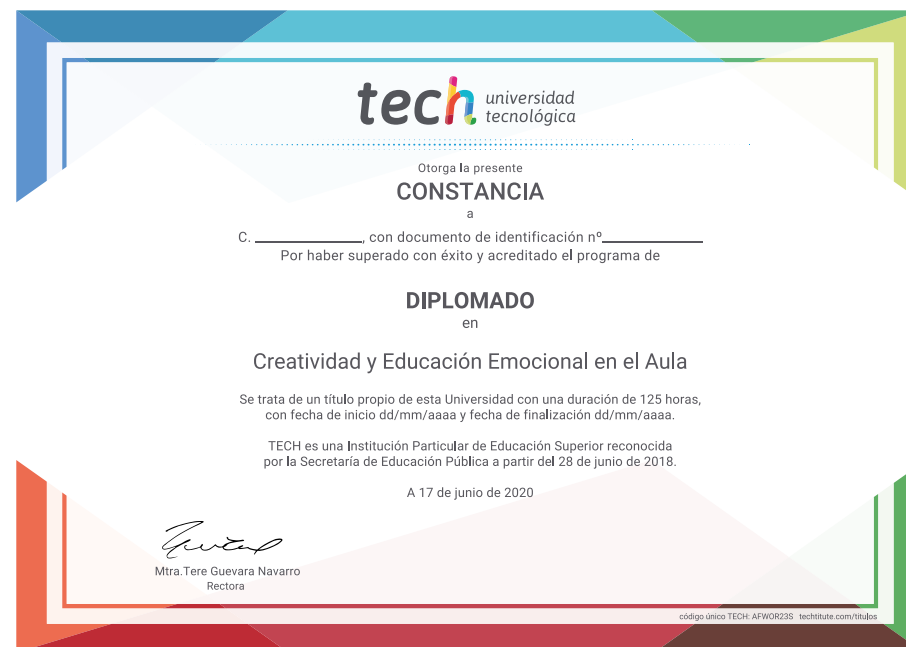 tech universidad
tecnológica
Otorga la presente
CONSTANCIA
a
C. ____________, con documento de identificación nº____________
Por haber superado con éxito y acreditado el programa de
DIPLOMADO
en
Creatividad y Educación Emocional en el Aula
Se trata de un título propio de esta Universidad con una duración de 125 horas,
con fecha de inicio dd/mm/aaaa y fecha de finalización dd/mm/aaaa.
TECH es una Institución Particular de Educación Superior reconocida
por la Secretaría de Educación Pública a partir del 28 de junio de 2018.
A 17 de junio de 2020
Mtra.Tere Guevara Navarro
Rectora
código único TECH: AFWOR23S techtitute.com/titulos